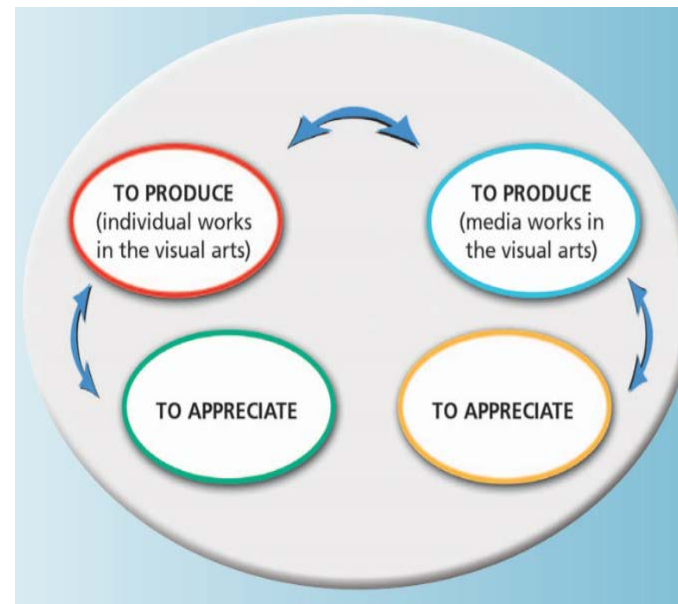 TO PRODUCE
(individual works
in the visual arts)
TO PRODUCE
(media works in
the visual arts)
TO APPRECIATE
TO APPRECIATE